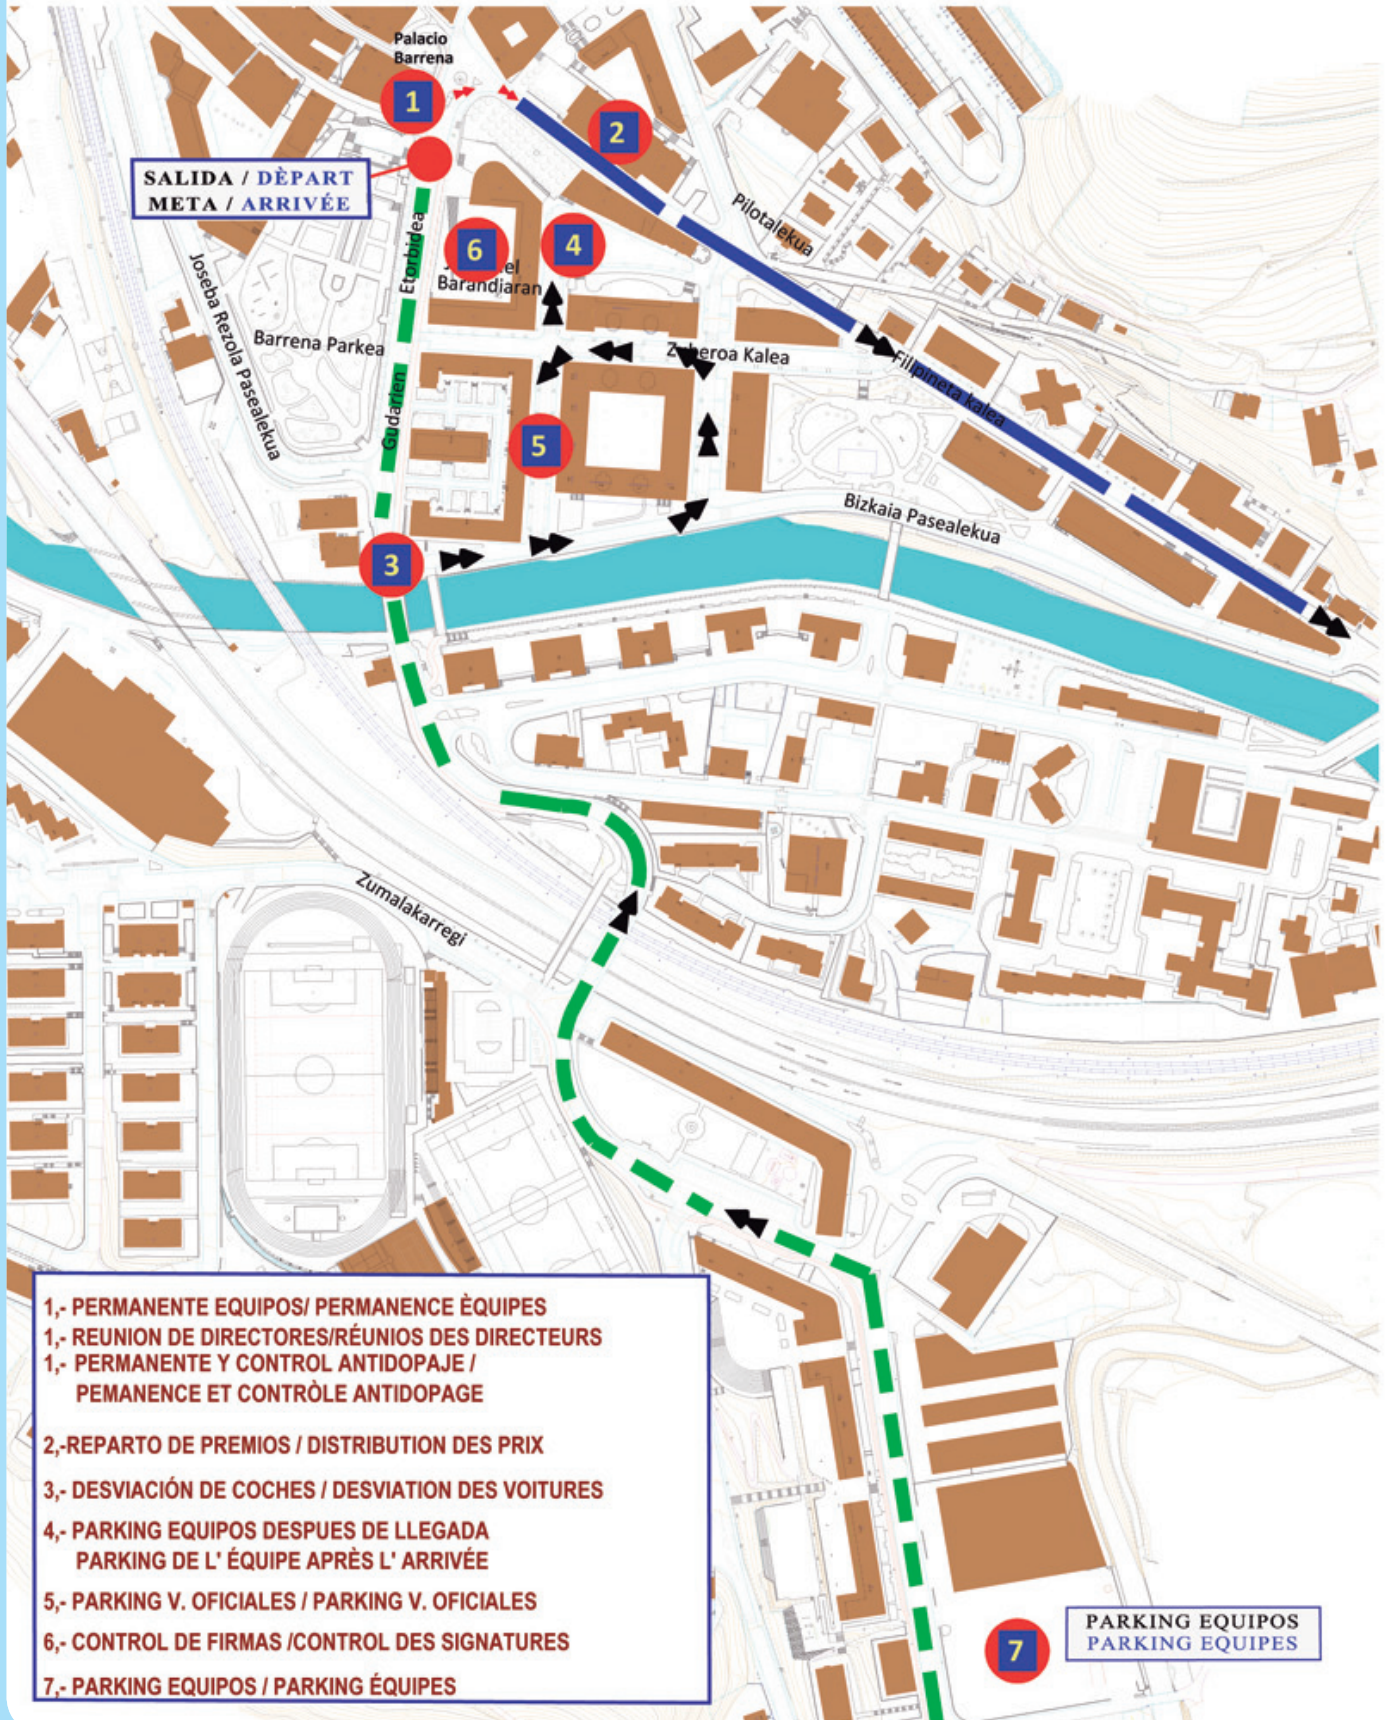 Palacio
Barrena
1
2
SALIDA / DÈPART
META / ARRIVÉE
Pilotalekua
6
4
Etorbidea
Barandiaran
Joseba Rezola Pasealekua
Barrena Parkea
Zuberoa Kalea
Filipineta kalea
Gudarien
5
Bizkaia Pasealekua
3
Zumalakarregi
1,- PERMANENTE EQUIPOS/ PERMANENCE ÈQUIPES
1,- REUNION DE DIRECTORES/RÉUNIOS DES DIRECTEURS
1,- PERMANENTE Y CONTROL ANTIDOPAJE /
PEMANENCE ET CONTRÒLE ANTIDOPAGE
2,-REPARTO DE PREMIOS / DISTRIBUTION DES PRIX
3,- DESVIACIÓN DE COCHES / DESVIATION DES VOITURES
4,- PARKING EQUIPOS DESPUES DE LLEGADA
PARKING DE L' ÉQUIPE APRÈS L' ARRIVÉE
5,- PARKING V. OFICIALES / PARKING V. OFICIALES
6,- CONTROL DE FIRMAS /CONTROL DES SIGNATURES
7,- PARKING EQUIPOS / PARKING ÉQUIPES
7
PARKING EQUIPOS
PARKING EQUIPES